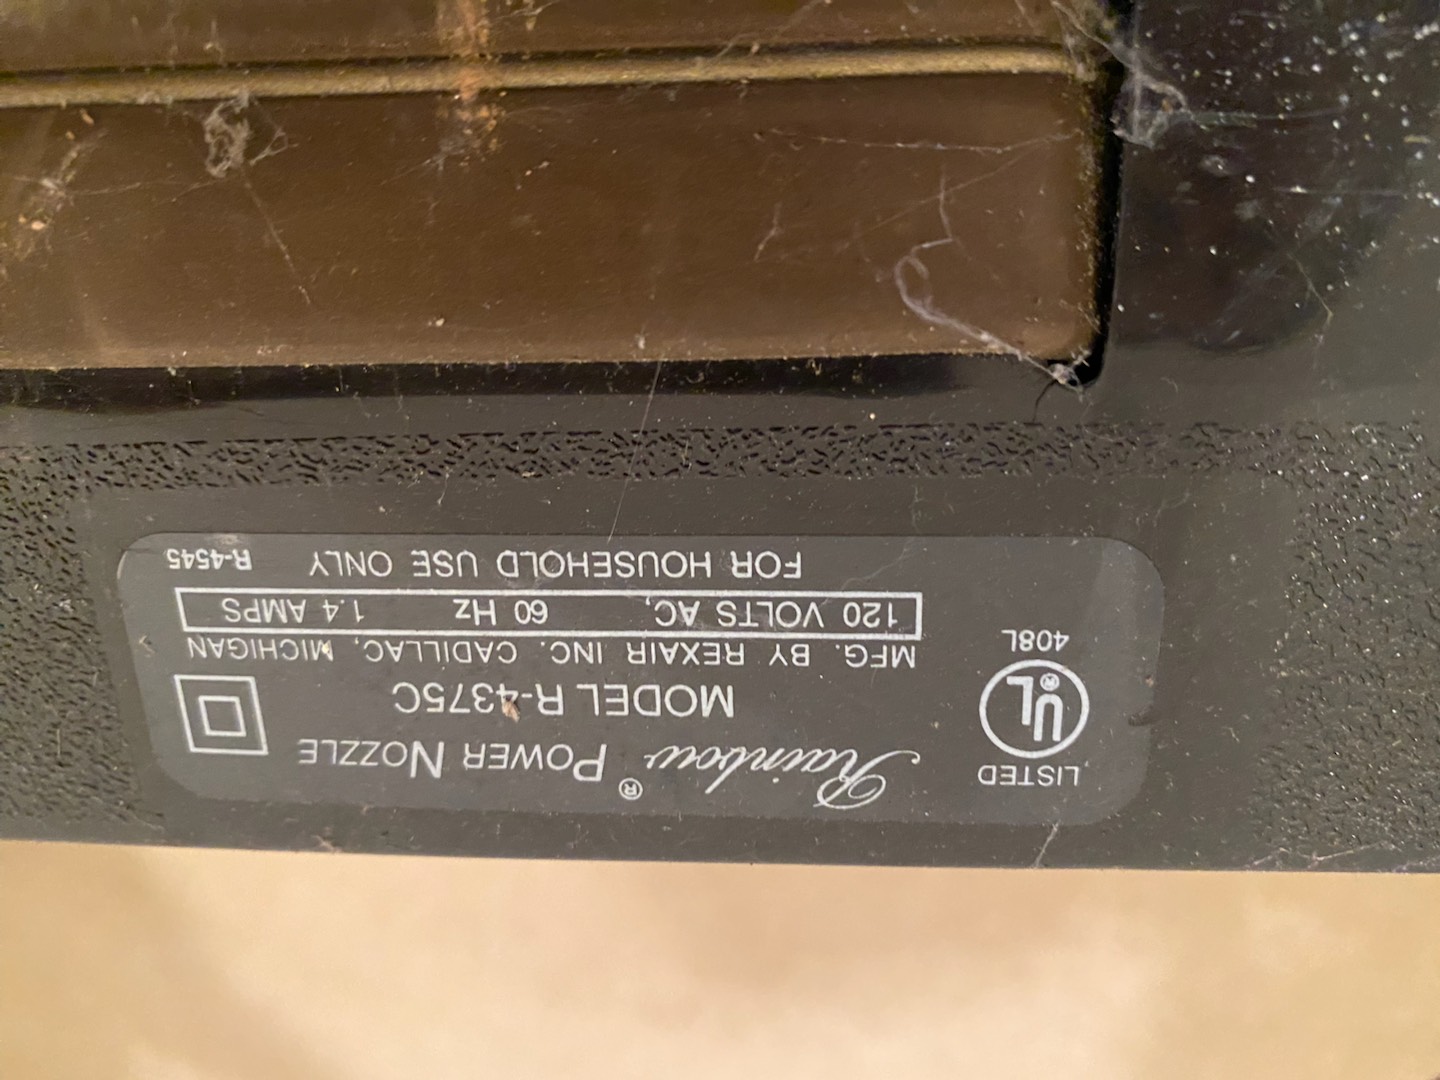 LISTED
UL®
408L
Rainbow® POWER NOZZLE
MODEL R-4375C
MFG. BY REXAIR INC. CADILLAC, MICHIGAN
120 VOLTS AC, 60 Hz 1.4 AMPS
FOR HOUSEHOLD USE ONLY R-4545